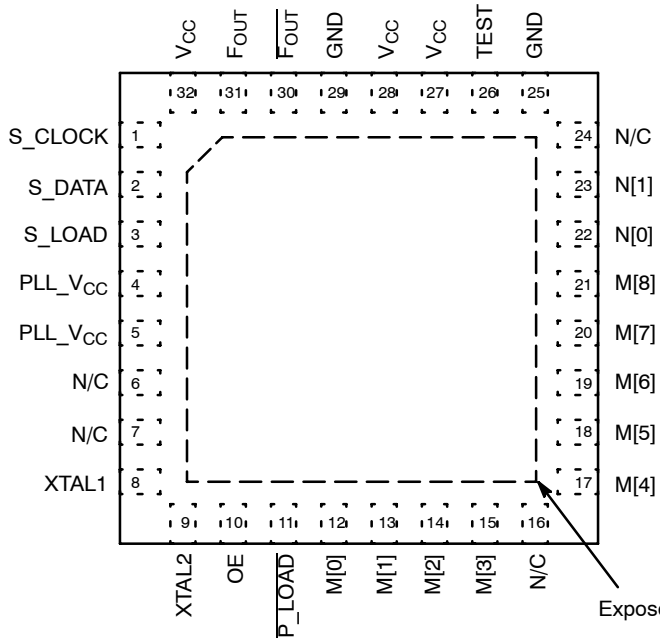 VCC
FOUT
FOUT
GND
VCC
VCC
TEST
GND
32 31 30 29 28 27 26 25
S_CLOCK 1
S_DATA 2
S_LOAD 3
PLL_VCC 4
PLL_VCC 5
N/C 6
N/C 7
XTAL1 8
24 N/C
23 N[1]
22 N[0]
21 M[8]
20 M[7]
19 M[6]
18 M[5]
17 M[4]
9 10 11 12 13 14 15 16
XTAL2
OE
P_LOAD
M[0]
M[1]
M[2]
M[3]
N/C